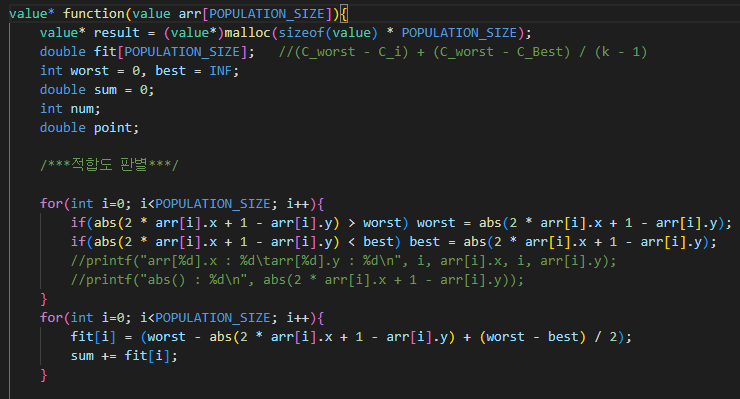 value* function(value arr[POPULATION_SIZE]){
value* result = (value*)malloc(sizeof(value) * POPULATION_SIZE);
double fit[POPULATION_SIZE];   //(C_worst - C_i) + (C_worst - C_Best) / (k - 1)
int worst = 0, best = INF;
double sum = 0;
int num;
double point;
/***적합도 판별***/
for(int i=0; i<POPULATION_SIZE; i++){
if(abs(2 * arr[i].x + 1 - arr[i].y) > worst) worst = abs(2 * arr[i].x + 1 - arr[i].y);
if(abs(2 * arr[i].x + 1 - arr[i].y) < best) best = abs(2 * arr[i].x + 1 - arr[i].y);
//printf("arr[%d].x : %d\tarr[%d].y : %d\n", i, arr[i].x, i, arr[i].y);
//printf("abs() : %d\n", abs(2 * arr[i].x + 1 - arr[i].y));
}
for(int i=0; i<POPULATION_SIZE; i++){
fit[i] = (worst - abs(2 * arr[i].x + 1 - arr[i].y) + (worst - best) / 2);
sum += fit[i];
}